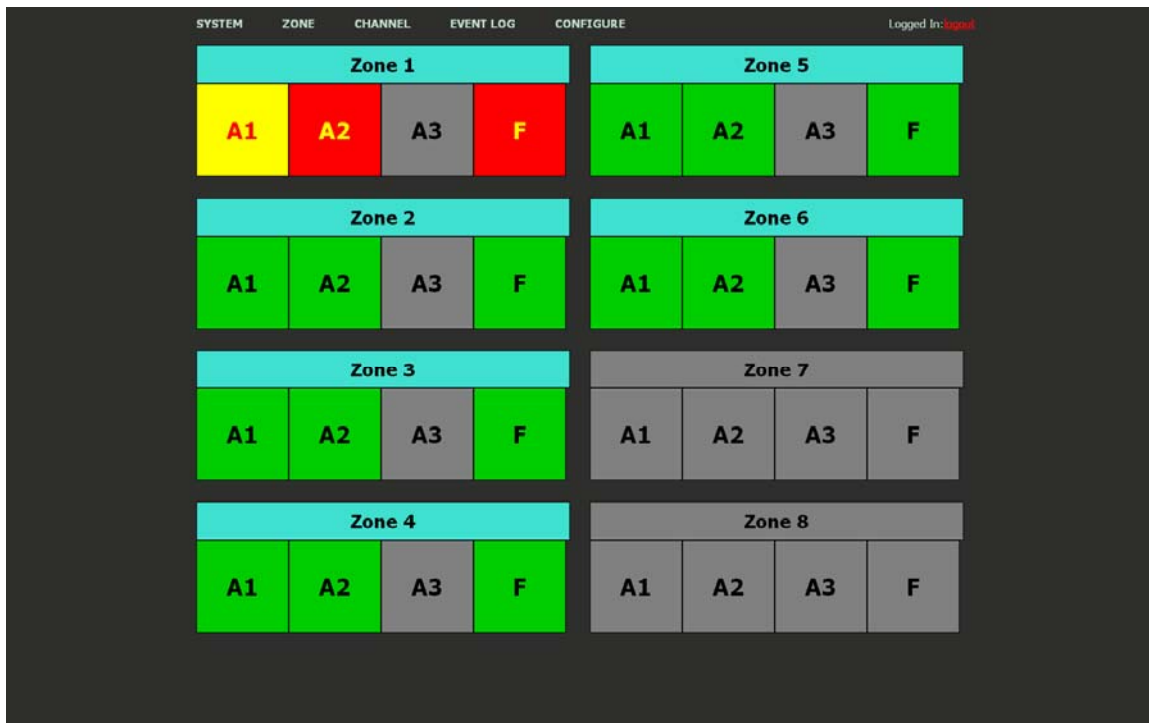 SYSTEM ZONE CHANNEL EVENT LOG CONFIGURE Logged In:logout
Zone 1 Zone 5
A1 A2 A3 F A1 A2 A3 F
Zone 2 Zone 6
A1 A2 A3 F A1 A2 A3 F
Zone 3 Zone 7
A1 A2 A3 F A1 A2 A3 F
Zone 4 Zone 8
A1 A2 A3 F A1 A2 A3 F